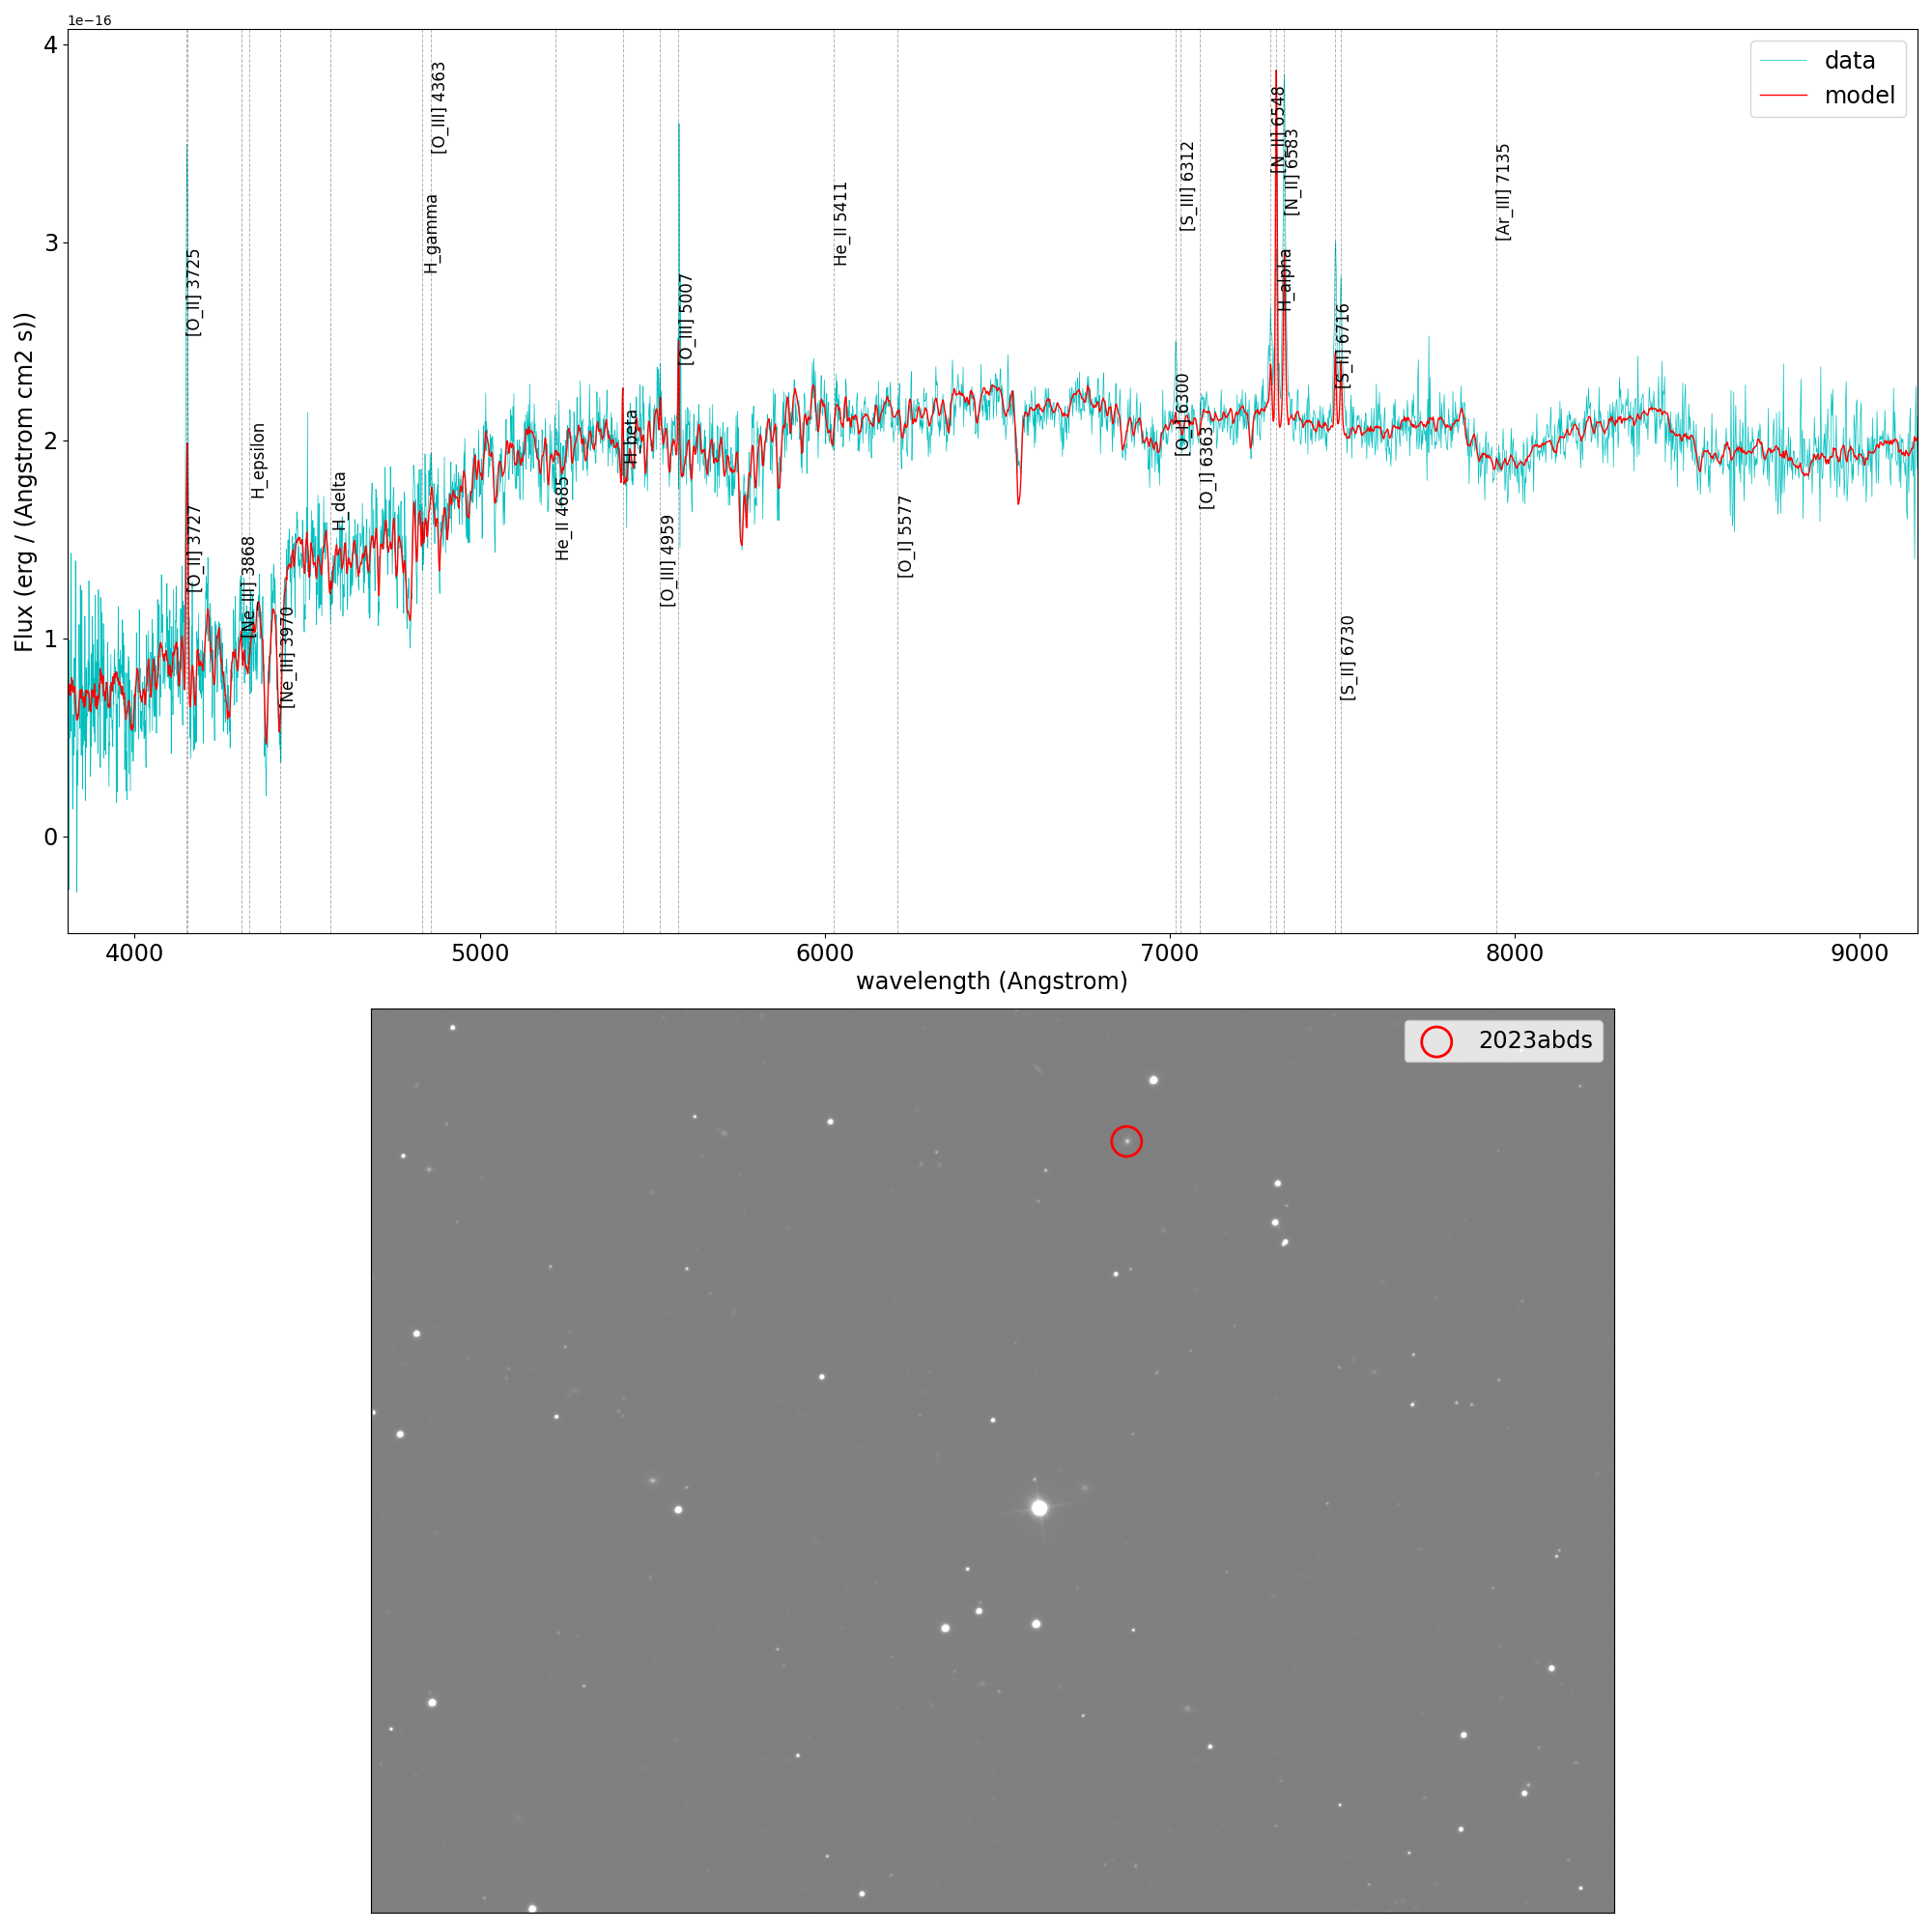 1e−16
4
3
2
1
0
Flux (erg / (Angstrom cm2 s))
data
model
[O_II] 3725
[O_II] 3727
[Ne_III] 3868
H_epsilon
[Ne_III] 3970
H_delta
H_gamma
[O_III] 4363
He_II 4685
H_beta
[O_III] 4959
[O_III] 5007
He_II 5411
[O_I] 5577
[O_I] 6300
[S_III] 6312
[O_I] 6363
[N_II] 6548
H_alpha
[N_II] 6583
[S_II] 6716
[S_II] 6730
[Ar_III] 7135
4000
5000
6000
7000
8000
9000
wavelength (Angstrom)
2023abds